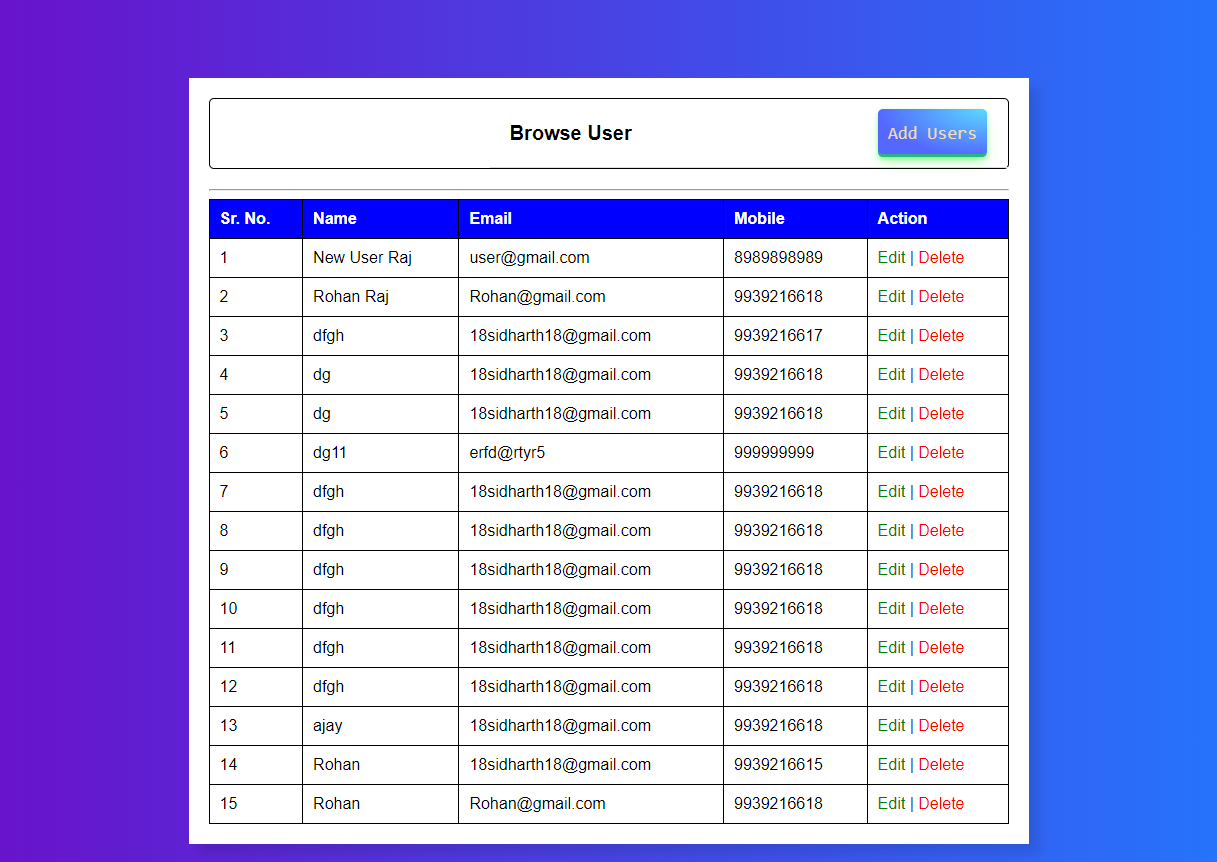 Browse User
Add Users
Sr. No. Name Email Mobile Action
1 New User Raj user@gmail.com 8989898989 Edit | Delete
2 Rohan Raj Rohan@gmail.com 9939216618 Edit | Delete
3 dfgh 18sidharth18@gmail.com 9939216617 Edit | Delete
4 dg 18sidharth18@gmail.com 9939216618 Edit | Delete
5 dg 18sidharth18@gmail.com 9939216618 Edit | Delete
6 dg11 erfd@rtyr5 999999999 Edit | Delete
7 dfgh 18sidharth18@gmail.com 9939216618 Edit | Delete
8 dfgh 18sidharth18@gmail.com 9939216618 Edit | Delete
9 dfgh 18sidharth18@gmail.com 9939216618 Edit | Delete
10 dfgh 18sidharth18@gmail.com 9939216618 Edit | Delete
11 dfgh 18sidharth18@gmail.com 9939216618 Edit | Delete
12 dfgh 18sidharth18@gmail.com 9939216618 Edit | Delete
13 ajay 18sidharth18@gmail.com 9939216618 Edit | Delete
14 Rohan 18sidharth18@gmail.com 9939216615 Edit | Delete
15 Rohan Rohan@gmail.com 9939216618 Edit | Delete